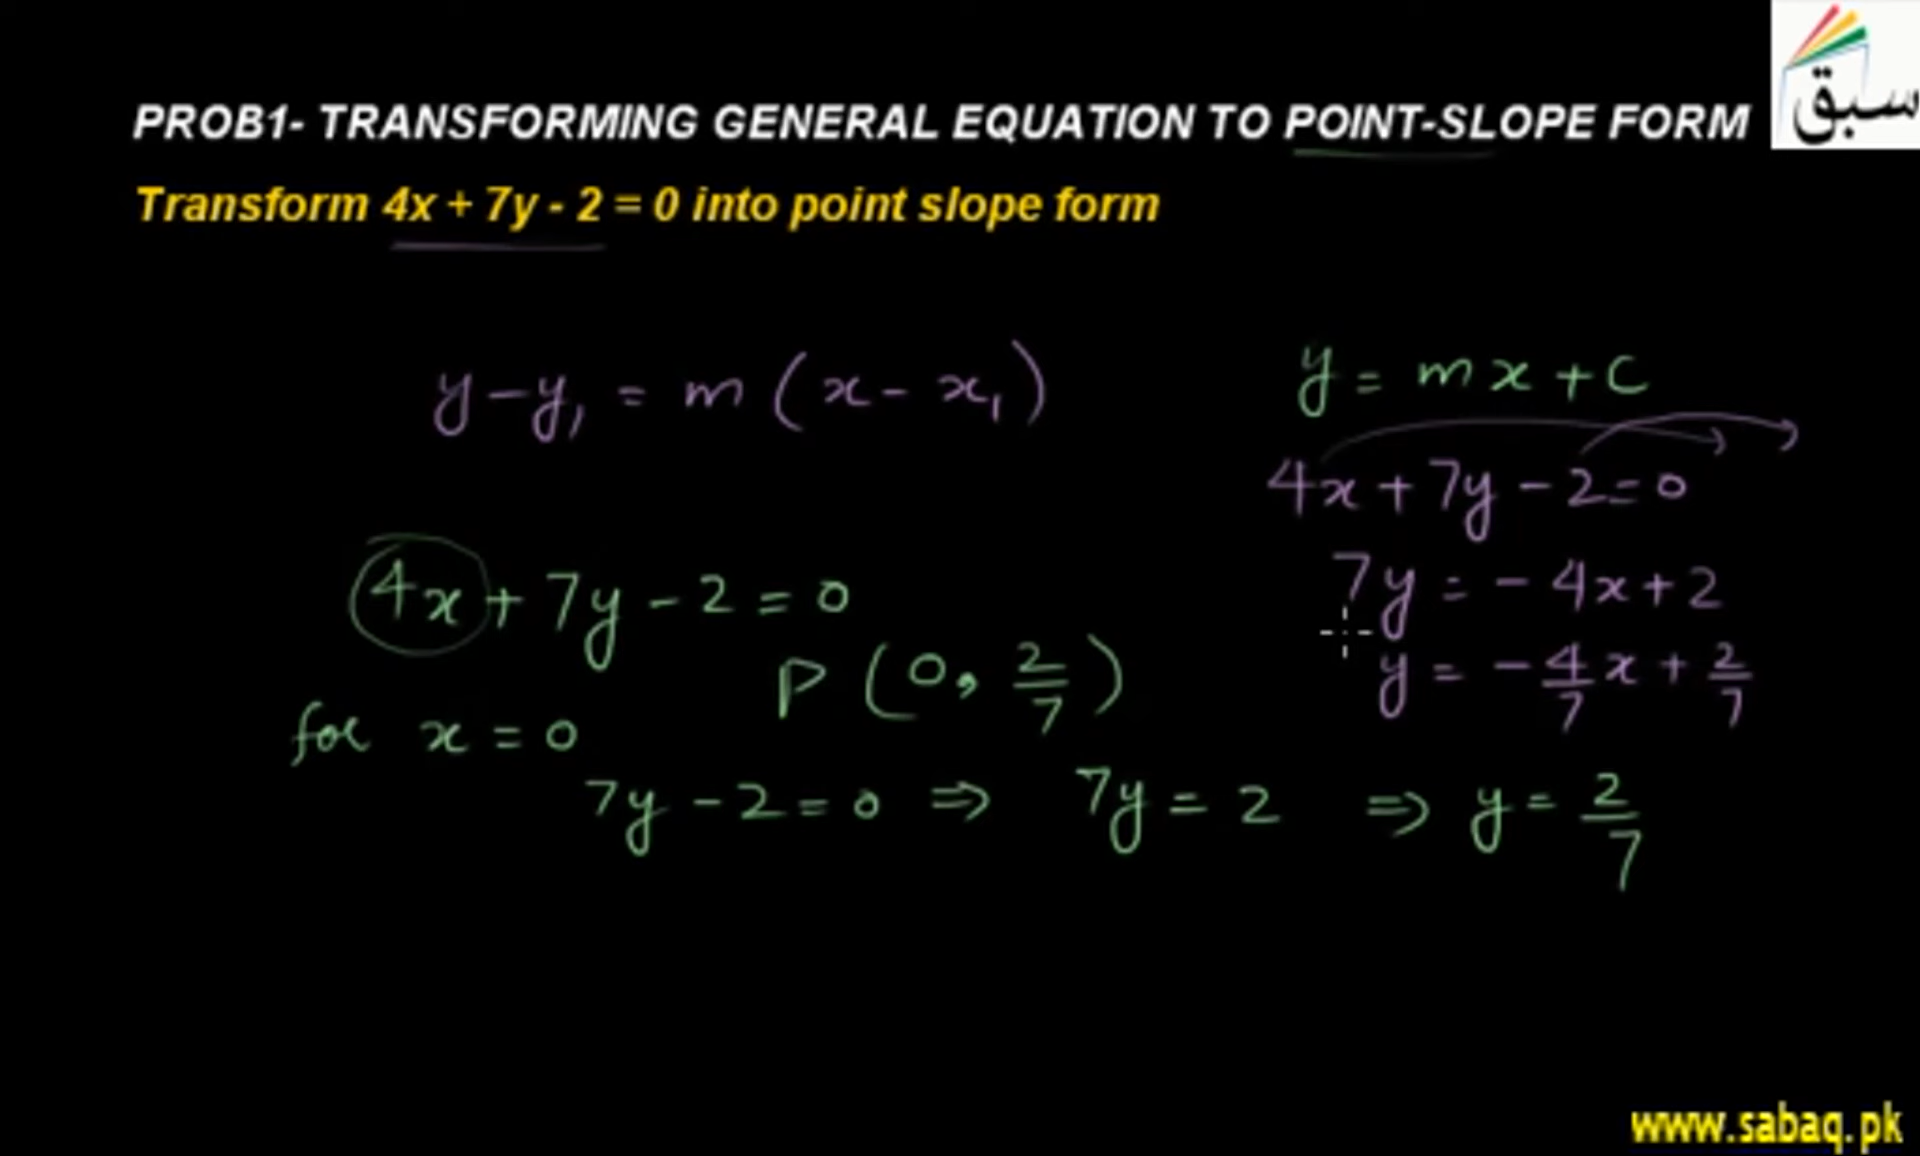 سبق
PROB1- TRANSFORMING GENERAL EQUATION TO POINT-SLOPE FORM
Transform 4x + 7y - 2 = 0 into point slope form
y - y₁ = m (x - x₁)
y = mx + c
4x + 7y - 2 = 0
7y = - 4x + 2
y = - 4/7 x + 2/7
4x + 7y - 2 = 0
P (0, 2/7)
for x = 0
7y - 2 = 0 ⇒ 7y = 2 ⇒ y = 2/7
www.sabaq.pk